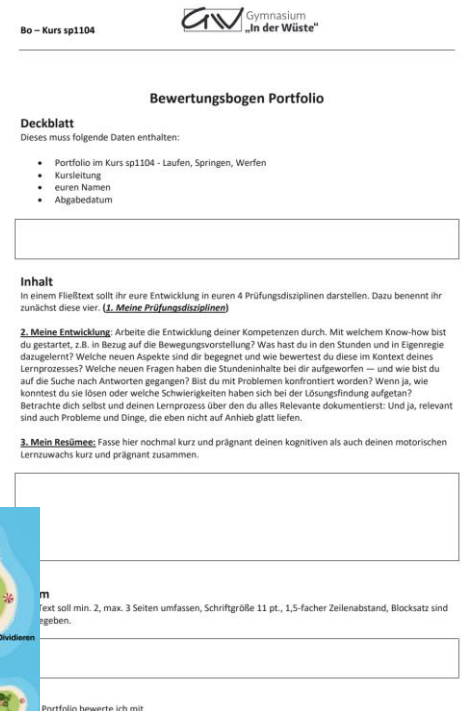 Bo – Kurs sp1104
GiW
Gymnasium
„In der Wüste“
Bewertungsbogen Portfolio
Deckblatt
Dieses muss folgende Daten enthalten:
• Portfolio im Kurs sp1104 - Laufen, Springen, Werfen
• Kursleitung
• euren Namen
• Abgabedatum
Inhalt
In einem Fließtext sollt ihr eure Entwicklung in euren 4 Prüfungsdisziplinen darstellen. Dazu benennt ihr
zunächst diese vier. (1. Meine Prüfungsdisziplinen)
2. Meine Entwicklung: Arbeite die Entwicklung deiner Kompetenzen durch. Mit welchem Know-how bist
du gestartet, z.B. in Bezug auf die Bewegungsvorstellung? Was hast du in den Stunden und in Eigenregie
dazugelernt? Welche neuen Aspekte sind dir begegnet und wie bewertest du diese im Kontext deines
Lernprozesses? Welche neuen Fragen haben die Stundeninhalte bei dir aufgeworfen — und wie bist du
auf die Suche nach Antworten gegangen? Bist du mit Problemen konfrontiert worden? Wenn ja, wie
konntest du sie lösen oder welche Schwierigkeiten haben sich bei der Lösungsfindung aufgetan?
Betrachte dich selbst und deinen Lernprozess über den du alles Relevante dokumentierst: Und ja, relevant
sind auch Probleme und Dinge, die eben nicht auf Anhieb glatt liefen.
3. Mein Resümee: Fasse hier nochmal kurz und prägnant deinen kognitiven als auch deinen motorischen
Lernzuwachs kurz und prägnant zusammen.
m
Text soll min. 2, max. 3 Seiten umfassen, Schriftgröße 11 pt., 1,5-facher Zeilenabstand, Blocksatz sind
egeben.
Dividieren
Portfolio bewerte ich mit